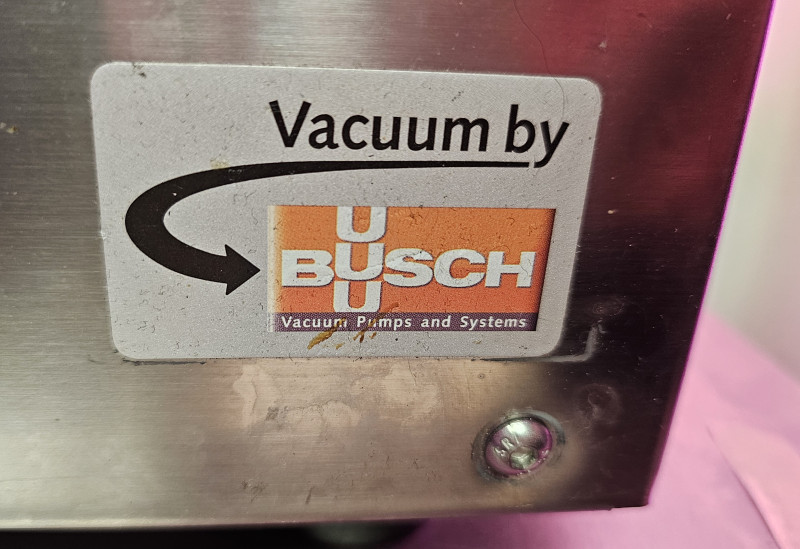 Vacuum by
U
BUSCH
U
Vacuum Pumps and Systems